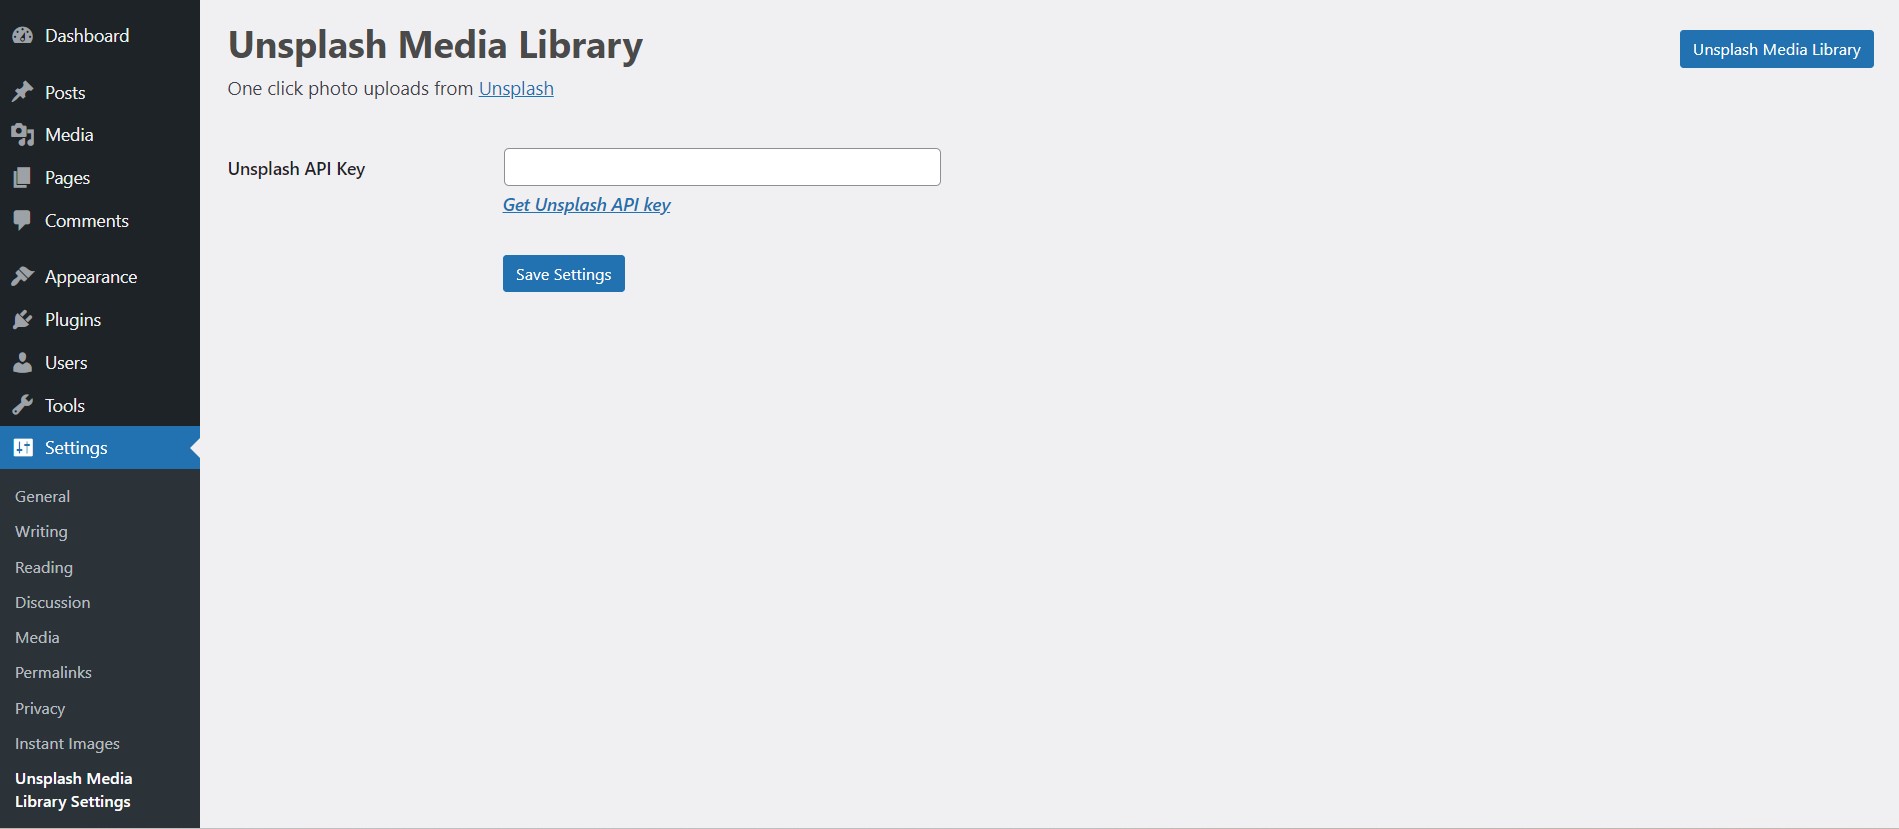 Dashboard
Posts
Media
Pages
Comments
Appearance
Plugins
Users
Tools
Settings
General
Writing
Reading
Discussion
Media
Permalinks
Privacy
Instant Images
Unsplash Media
Library Settings
Unsplash Media Library
One click photo uploads from Unsplash
Unsplash Media Library
Unsplash API Key
Get Unsplash API key
Save Settings